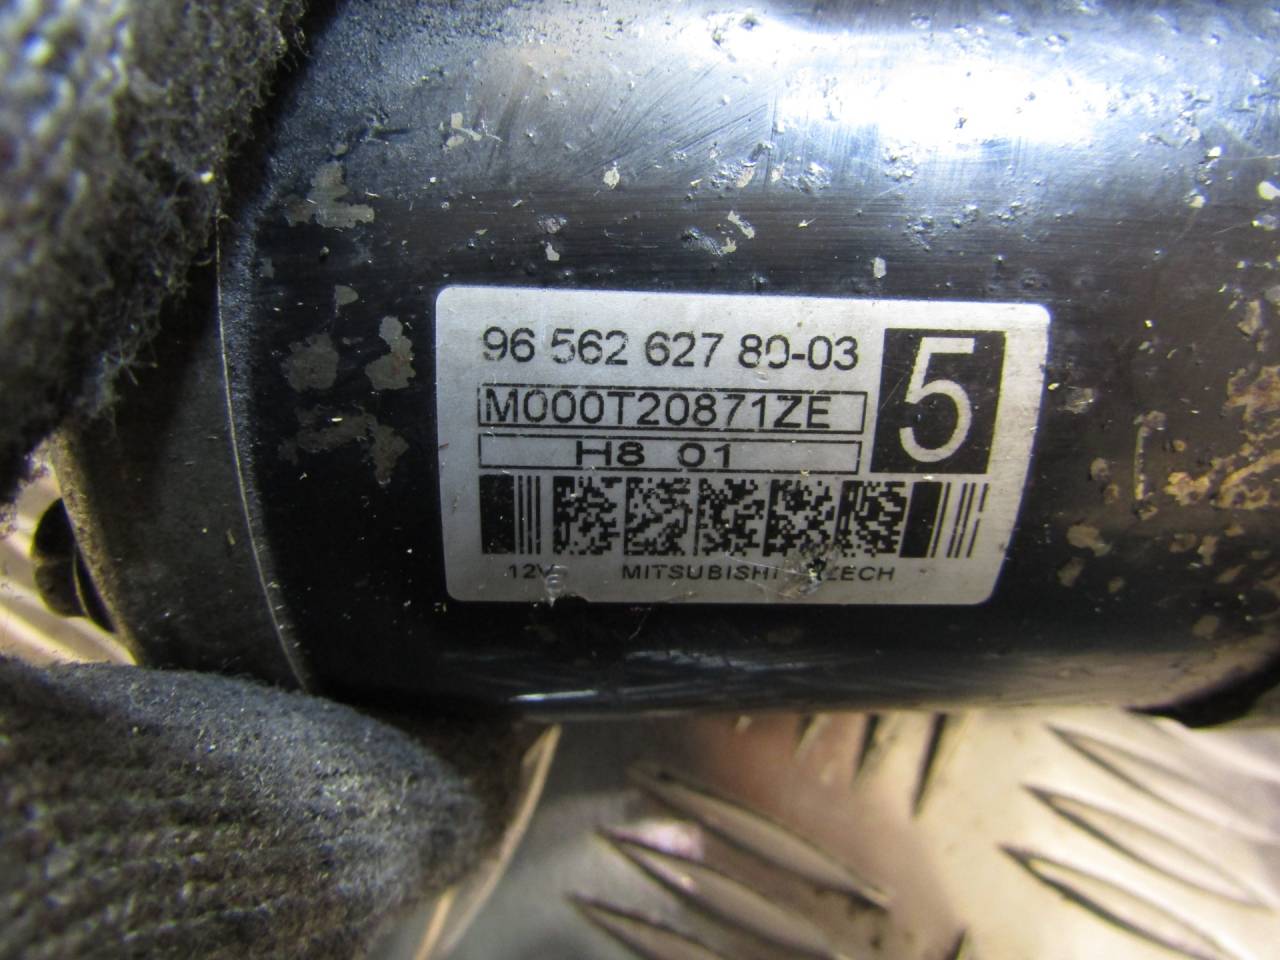 96 562 627 80-03
5
M000T20871ZE
H8 01
12V
MITSUBISHI CZECH